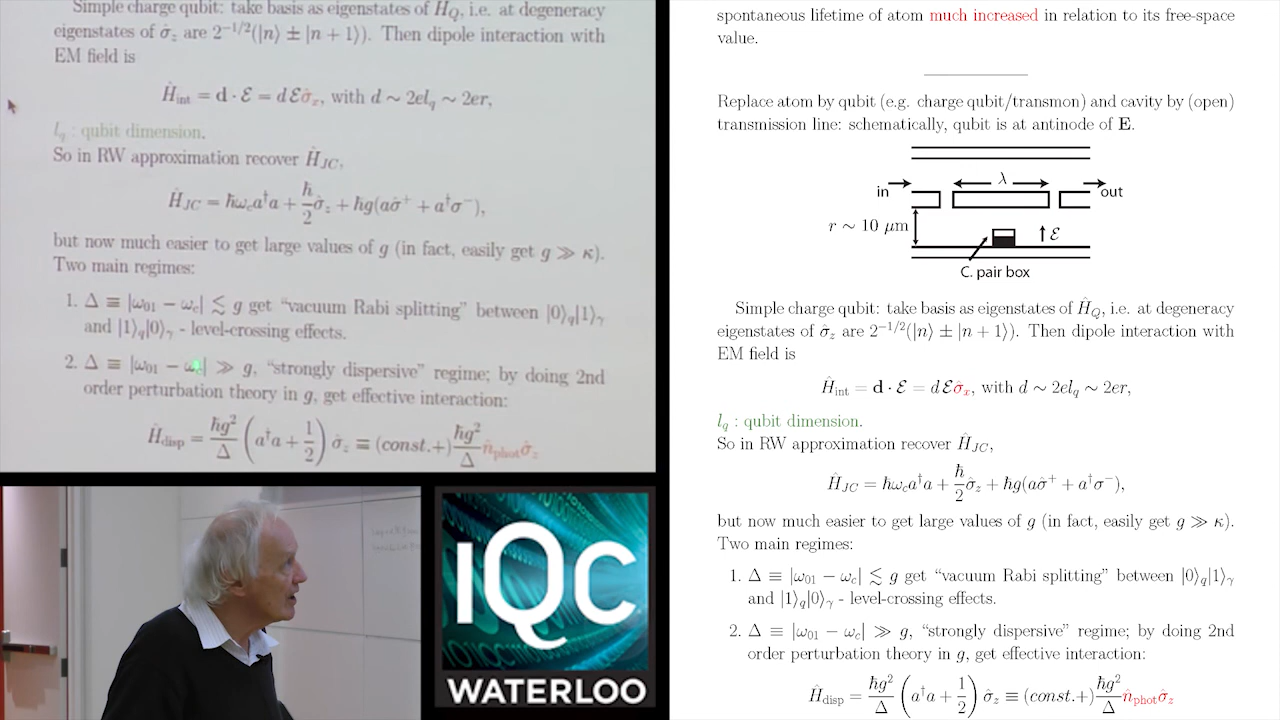 Simple charge qubit: take basis as eigenstates of Ĥ_Q, i.e. at degeneracy
eigenstates of σ̂_z are 2^{-1/2}(|n⟩ ± |n + 1⟩). Then dipole interaction with
EM field is
Ĥ_int = d · ℰ = dℰσ̂_x, with d ∼ 2el_q ∼ 2er,
l_q : qubit dimension.
So in RW approximation recover Ĥ_JC,
Ĥ_JC = ℏω_c a†a + ℏ/2 σ̂_z + ℏg(aσ̂⁺ + a†σ⁻),
but now much easier to get large values of g (in fact, easily get g ≫ κ).
Two main regimes:
1. Δ ≡ |ω₀₁ − ω_c| ≲ g get “vacuum Rabi splitting” between |0⟩_q|1⟩_γ
and |1⟩_q|0⟩_γ - level-crossing effects.
2. Δ ≡ |ω₀₁ − ω_c| ≫ g, “strongly dispersive” regime; by doing 2nd
order perturbation theory in g, get effective interaction:
Ĥ_disp = ℏg²/Δ (a†a + 1/2) σ̂_z ≡ (const.+) ℏg²/Δ n̂_phot σ̂_z
IQC
WATERLOO
spontaneous lifetime of atom much increased in relation to its free-space
value.
Replace atom by qubit (e.g. charge qubit/transmon) and cavity by (open)
transmission line: schematically, qubit is at antinode of E.
in
λ
out
r ∼ 10 μm
ℰ
C. pair box
Simple charge qubit: take basis as eigenstates of Ĥ_Q, i.e. at degeneracy
eigenstates of σ̂_z are 2^{-1/2}(|n⟩ ± |n + 1⟩). Then dipole interaction with
EM field is
Ĥ_int = d · ℰ = dℰσ̂_x, with d ∼ 2el_q ∼ 2er,
l_q : qubit dimension.
So in RW approximation recover Ĥ_JC,
Ĥ_JC = ℏω_c a†a + ℏ/2 σ̂_z + ℏg(aσ̂⁺ + a†σ⁻),
but now much easier to get large values of g (in fact, easily get g ≫ κ).
Two main regimes:
1. Δ ≡ |ω₀₁ − ω_c| ≲ g get “vacuum Rabi splitting” between |0⟩_q|1⟩_γ
and |1⟩_q|0⟩_γ - level-crossing effects.
2. Δ ≡ |ω₀₁ − ω_c| ≫ g, “strongly dispersive” regime; by doing 2nd
order perturbation theory in g, get effective interaction:
Ĥ_disp = ℏg²/Δ (a†a + 1/2) σ̂_z ≡ (const.+) ℏg²/Δ n̂_phot σ̂_z